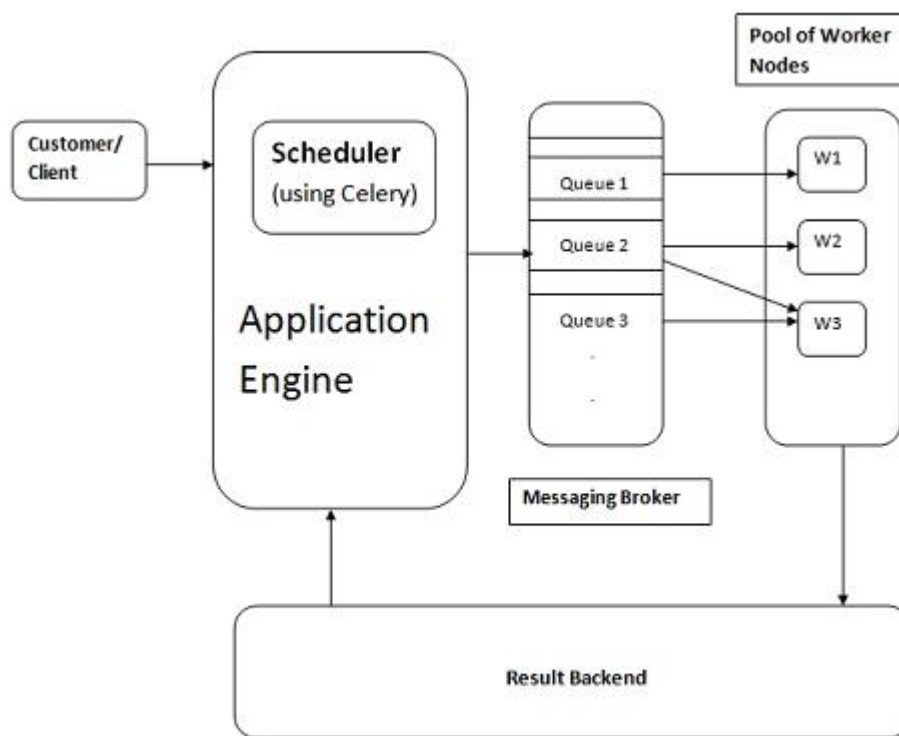 Pool of Worker
Nodes
Customer/
Client
Scheduler
(using Celery)
Application
Engine
Queue 1
Queue 2
Queue 3
.
.
W1
W2
W3
Messaging Broker
Result Backend